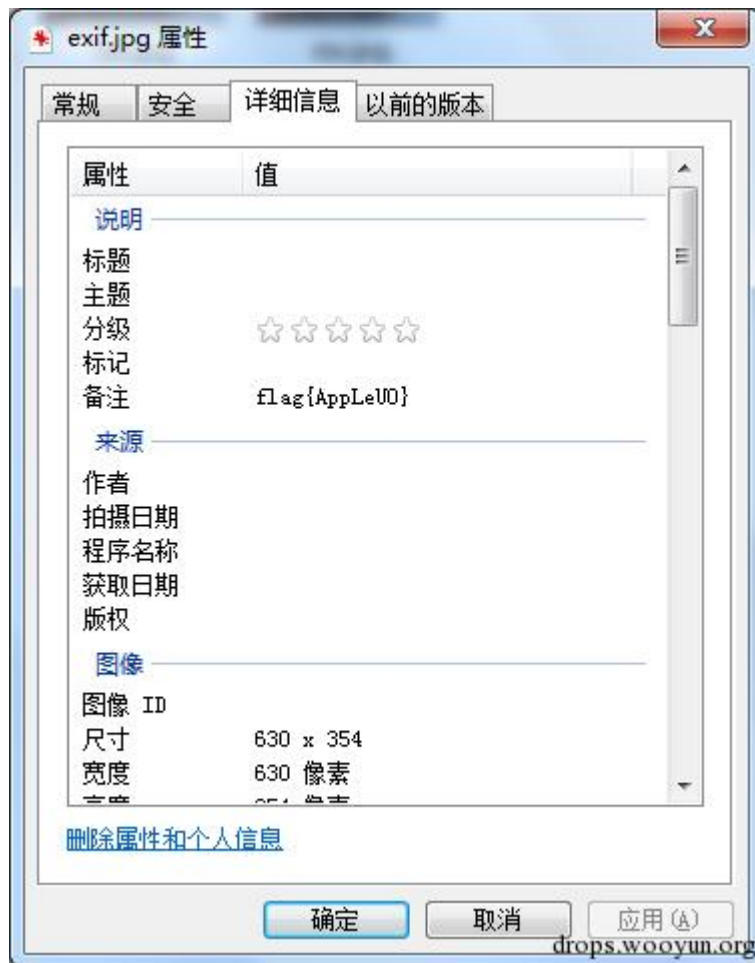 exif.jpg 属性
常规 安全 详细信息 以前的版本
属性 值
说明
标题
主题
分级
标记
备注 flag{AppLeU0}
来源
作者
拍摄日期
程序名称
获取日期
版权
图像
图像 ID
尺寸 630 x 354
宽度 630 像素
删除属性和个人信息
确定 取消 应用(A)
drops.wooyun.org